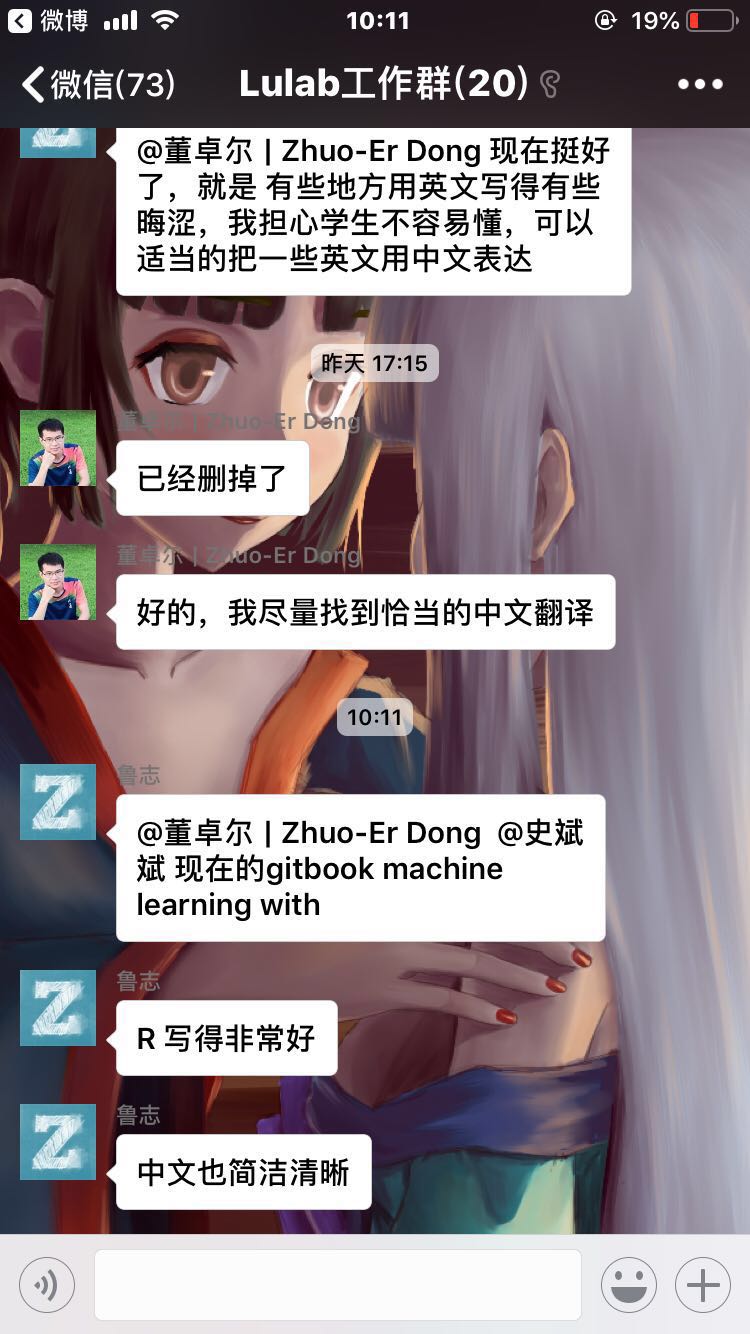 微博
10:11
19%
微信(73)
Lulab工作群(20)
@董卓尔 | Zhuo-Er Dong 现在挺好
了，就是 有些地方用英文写得有些
晦涩，我担心学生不容易懂，可以
适当的把一些英文用中文表达
昨天 17:15
董卓尔 | Zhuo-Er Dong
已经删掉了
董卓尔 | Zhuo-Er Dong
好的，我尽量找到恰当的中文翻译
10:11
鲁志
@董卓尔 | Zhuo-Er Dong @史斌
斌 现在的gitbook machine
learning with
鲁志
R 写得非常好
鲁志
中文也简洁清晰